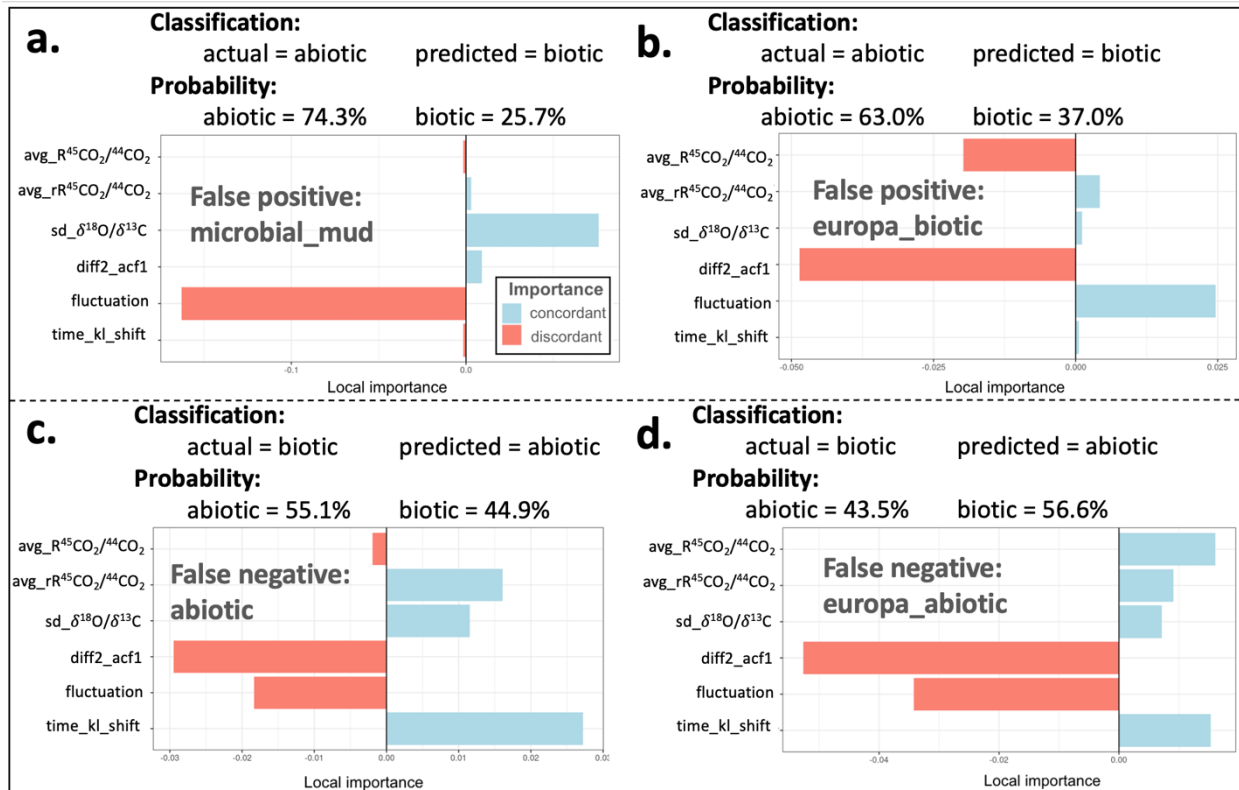 a.
Classification:
actual = abiotic predicted = biotic
Probability:
abiotic = 74.3% biotic = 25.7%
avg_R⁴⁵CO₂/⁴⁴CO₂
avg_rR⁴⁵CO₂/⁴⁴CO₂
sd_δ¹⁸O/δ¹³C
diff2_acf1
fluctuation
time_kl_shift
False positive:
microbial_mud
Importance
concordant
discordant
-0.1 0.0
Local importance
b.
Classification:
actual = abiotic predicted = biotic
Probability:
abiotic = 63.0% biotic = 37.0%
avg_R⁴⁵CO₂/⁴⁴CO₂
avg_rR⁴⁵CO₂/⁴⁴CO₂
sd_δ¹⁸O/δ¹³C
diff2_acf1
fluctuation
time_kl_shift
False positive:
europa_biotic
-0.050 -0.025 0.000 0.025
Local importance
c.
Classification:
actual = biotic predicted = abiotic
Probability:
abiotic = 55.1% biotic = 44.9%
avg_R⁴⁵CO₂/⁴⁴CO₂
avg_rR⁴⁵CO₂/⁴⁴CO₂
sd_δ¹⁸O/δ¹³C
diff2_acf1
fluctuation
time_kl_shift
False negative:
abiotic
-0.03 -0.02 -0.01 0.00 0.01 0.02
Local importance
d.
Classification:
actual = biotic predicted = abiotic
Probability:
abiotic = 43.5% biotic = 56.6%
avg_R⁴⁵CO₂/⁴⁴CO₂
avg_rR⁴⁵CO₂/⁴⁴CO₂
sd_δ¹⁸O/δ¹³C
diff2_acf1
fluctuation
time_kl_shift
False negative:
europa_abiotic
-0.04 -0.02 0.00
Local importance